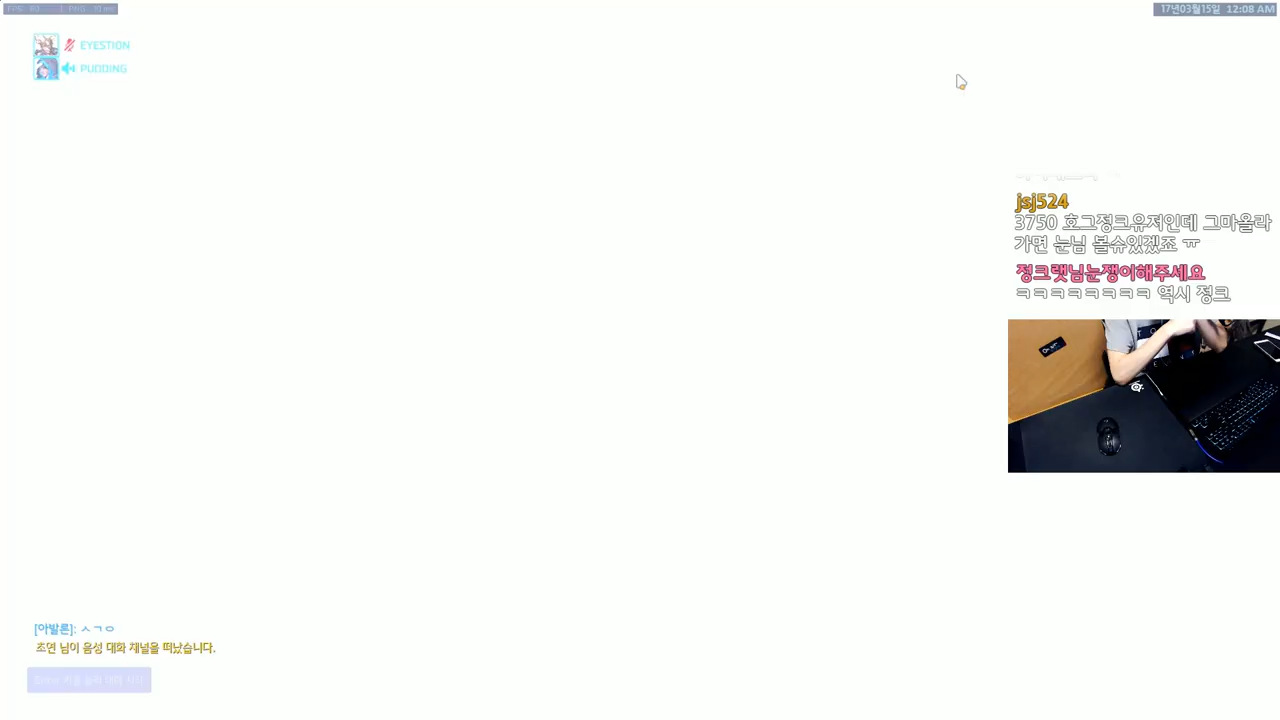 17년03월15일 12:08 AM
EYESTION
PUDDING
jsj524
3750 호그정크유저인데 그마올라
가면 눈님 볼수있겠죠 ㅠ
정크랫님눈쟁이해주세요
ㅋㅋㅋㅋㅋㅋㅋㅋ 역시 정크
[아발론]: ㅅㄱㅇ
초연 님이 음성 대화 채널을 떠났습니다.